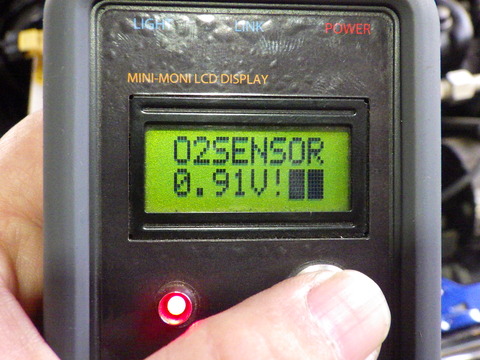 LIGHT LINK POWER
MINI-MONI LCD DISPLAY
O2SENSOR
0.91V!